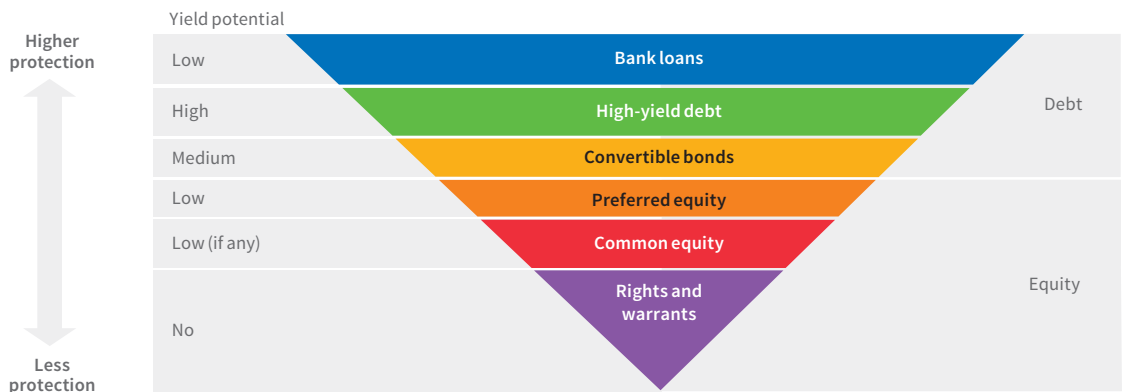 Yield potential
Higher
protection
Low
Bank loans
Debt
High
High-yield debt
Medium
Convertible bonds
Low
Preferred equity
Low (if any)
Common equity
Equity
Rights and
warrants
No
Less
protection